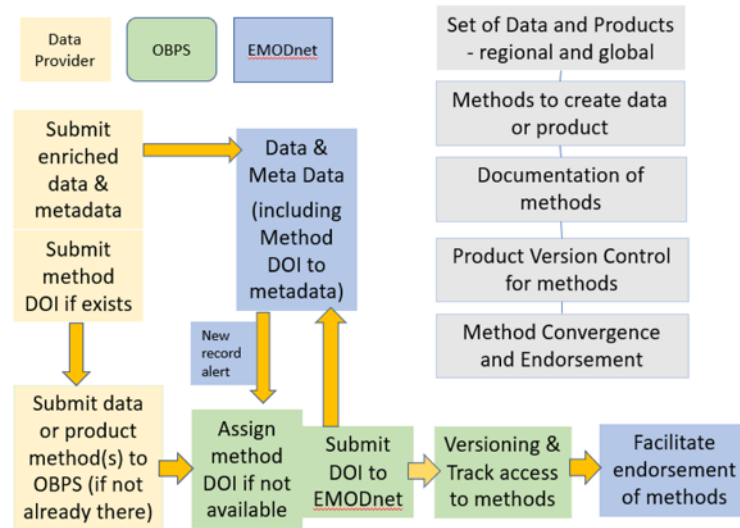 Data
Provider
OBPS
EMODnet
Set of Data and Products
- regional and global
Methods to create data
or product
Documentation of
methods
Product Version Control
for methods
Method Convergence
and Endorsement
Submit
enriched
data &
metadata
Submit
method
DOI if exists
Data &
Meta Data
(including
Method
DOI to
metadata)
New
record
alert
Submit data
or product
method(s) to
OBPS (if not
already there)
Assign
method
DOI if not
available
Submit
DOI to
EMODnet
Versioning &
Track access
to methods
Facilitate
endorsement
of methods